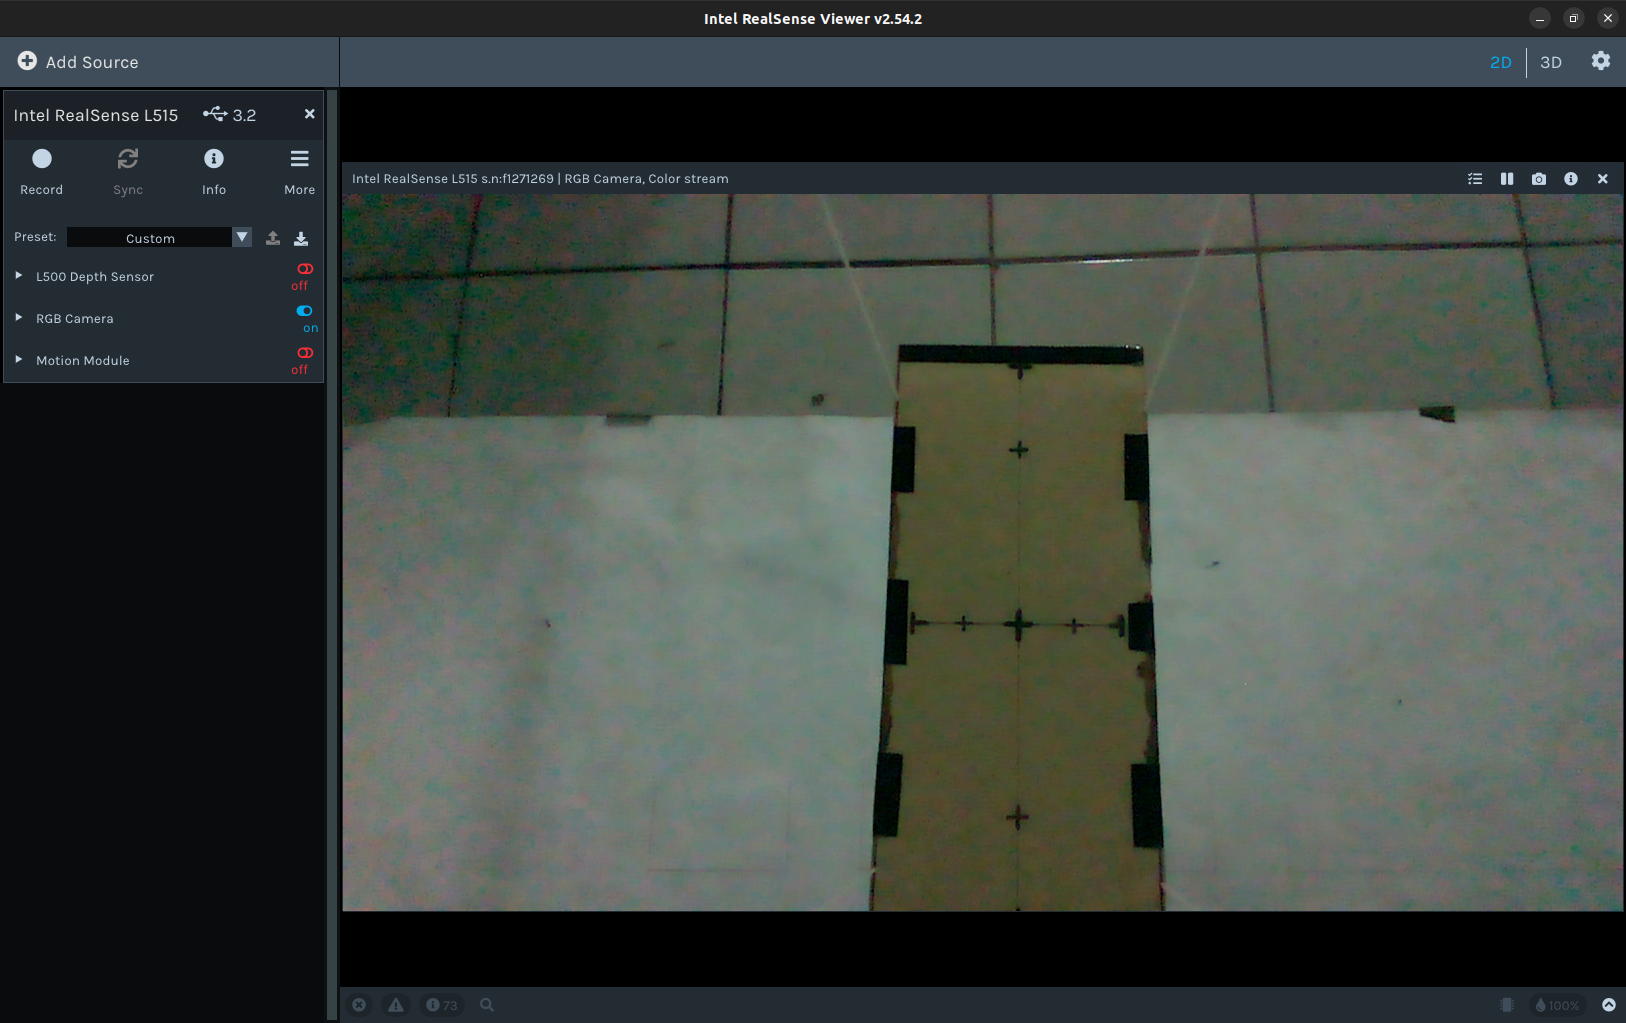 Intel RealSense Viewer v2.54.2
Add Source
2D
3D
Intel RealSense L515
3.2
Record
Sync
Info
More
Preset:
Custom
L500 Depth Sensor
off
RGB Camera
on
Motion Module
off
Intel RealSense L515 s.n:f1271269 | RGB Camera, Color stream
73
100%